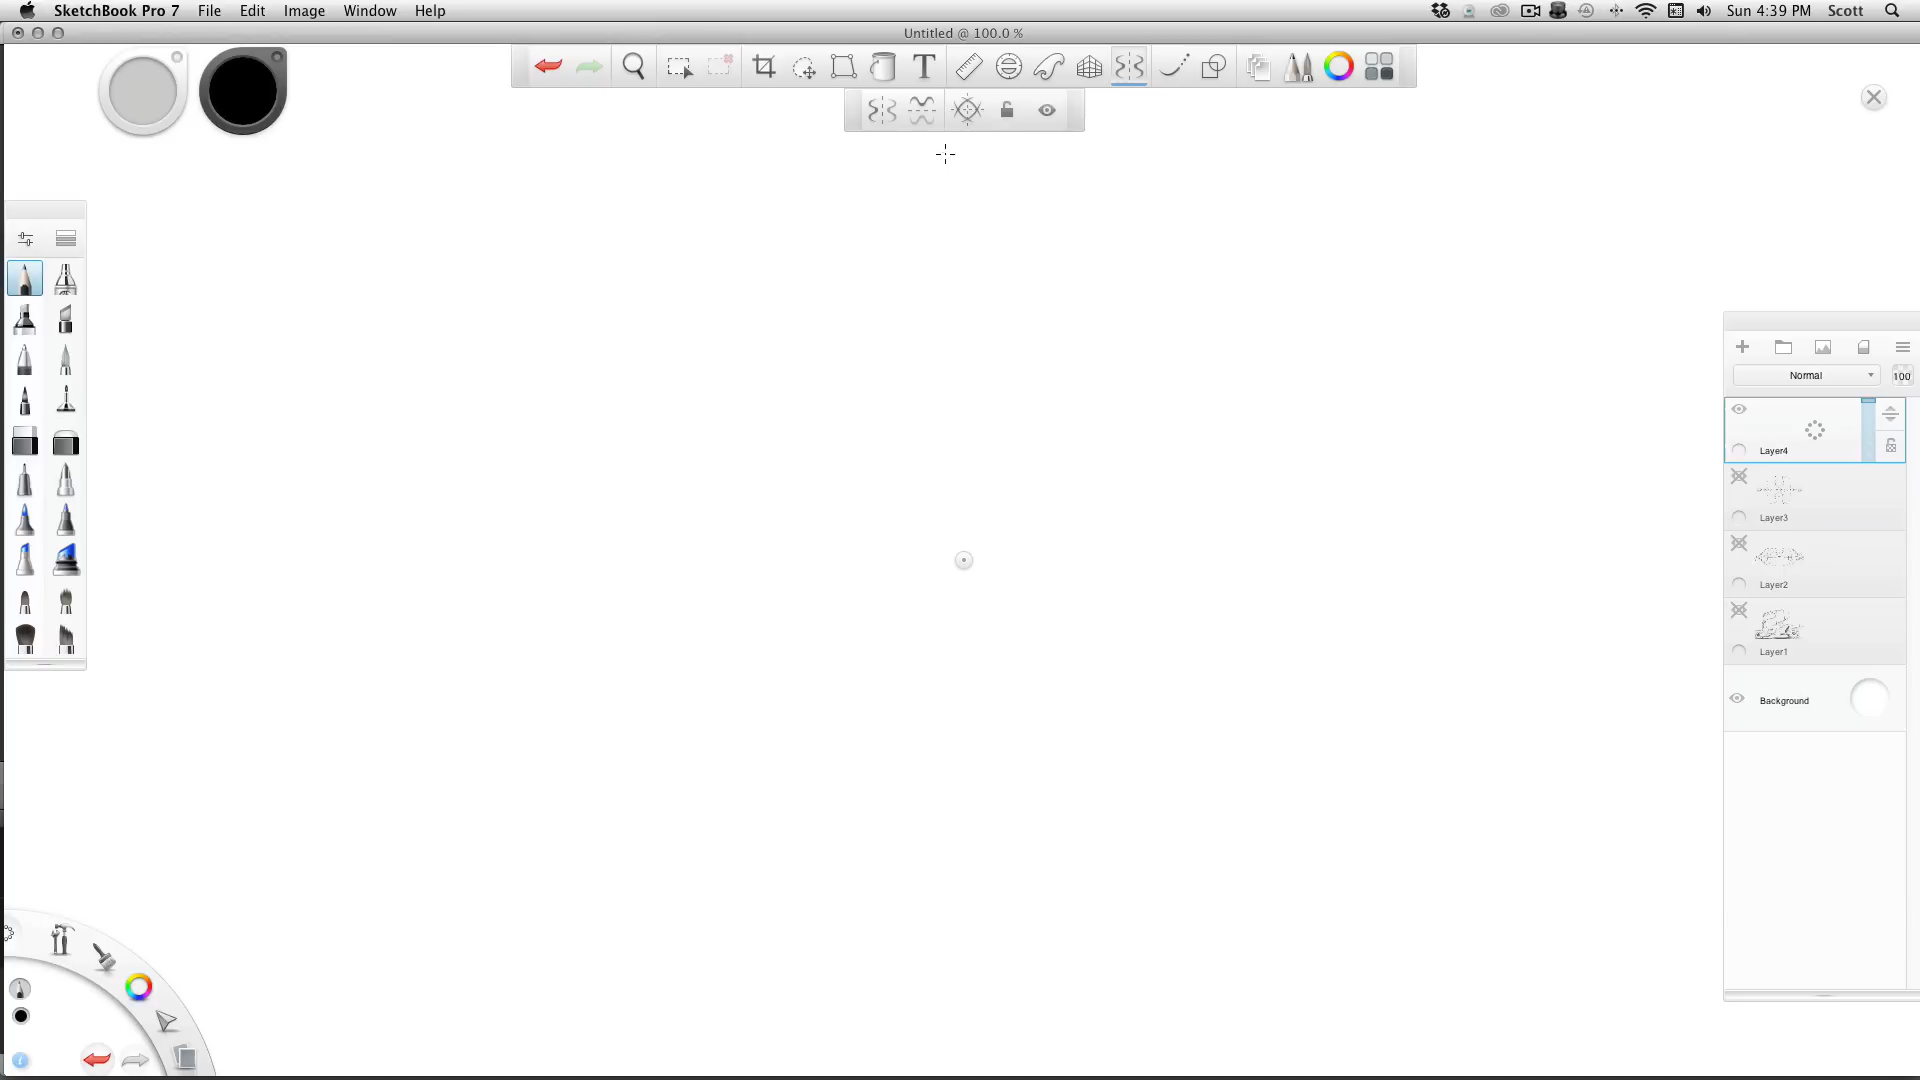 SketchBook Pro 7 File Edit Image Window Help Sun 4:39 PM Scott
Untitled @ 100.0 %
T
Normal 100
Layer4
Layer3
Layer2
Layer1
Background
i